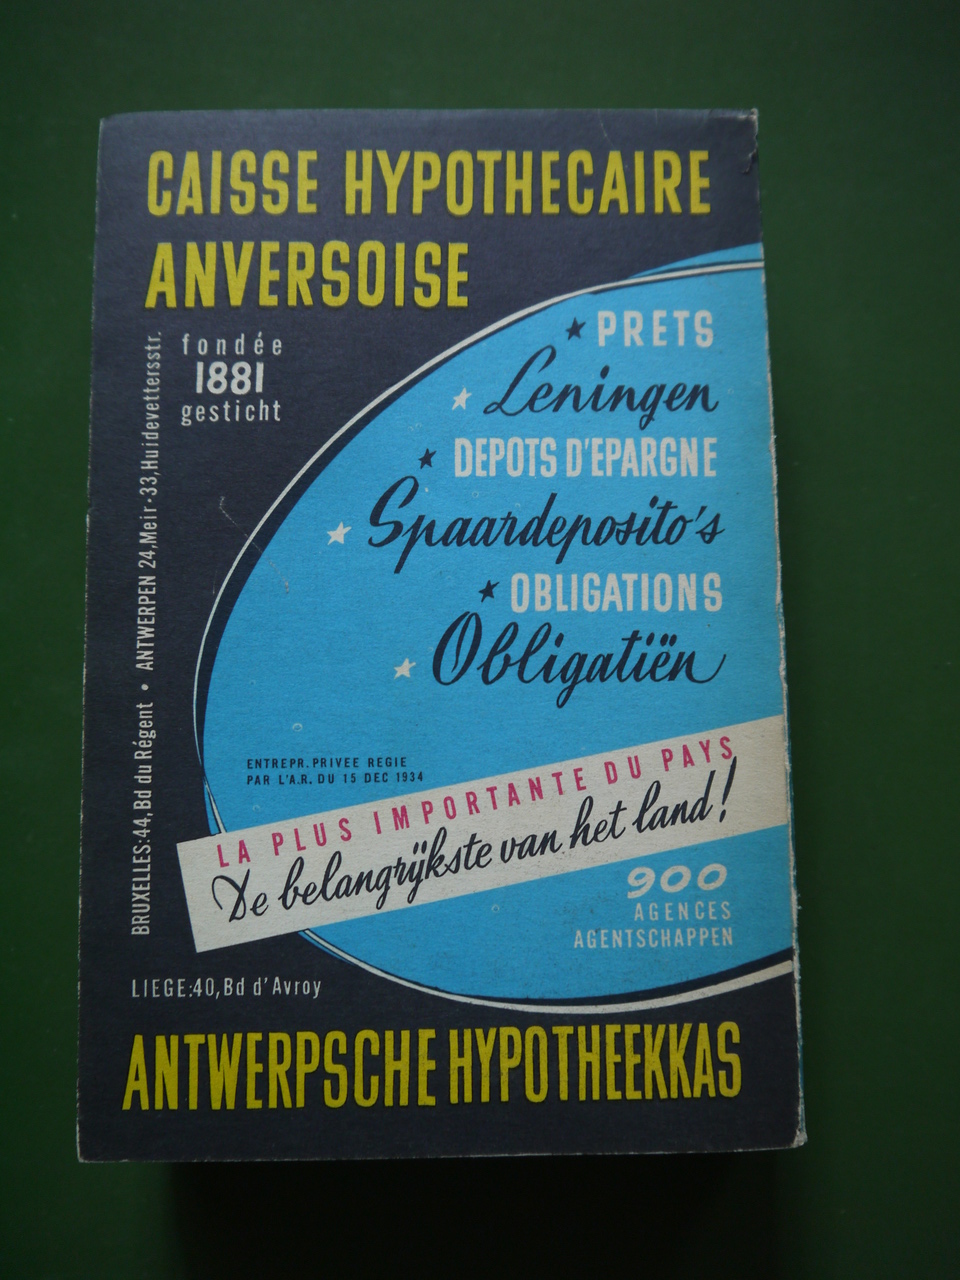 CAISSE HYPOTHECAIRE
ANVERSOISE
fondée
1881
gesticht
BRUXELLES:44,Bd du Régent • ANTWERPEN 24,Meir-33,Huidevettersstr.
PRETS
Leningen
DEPOTS D'EPARGNE
Spaardeposito's
OBLIGATIONS
Obligatiën
ENTREPR. PRIVEE REGIE
PAR L'A.R. DU 15 DEC 1934
LA PLUS IMPORTANTE DU PAYS
De belangrijkste van het land!
900
AGENCES
AGENTSCHAPPEN
LIEGE:40,Bd d'Avroy
ANTWERPSCHE HYPOTHEEKKAS